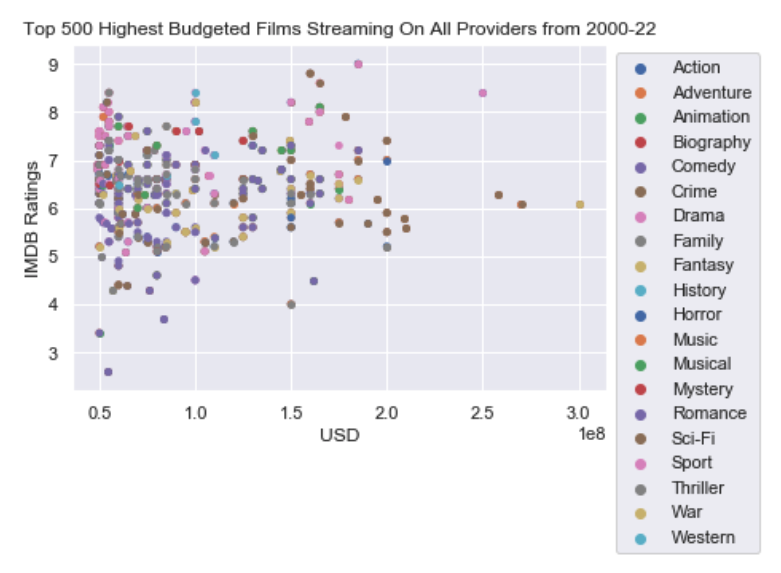 Top 500 Highest Budgeted Films Streaming On All Providers from 2000-22
IMDB Ratings
9
8
7
6
5
4
3
0.5 1.0 1.5 2.0 2.5 3.0
1e8
USD
Action
Adventure
Animation
Biography
Comedy
Crime
Drama
Family
Fantasy
History
Horror
Music
Musical
Mystery
Romance
Sci-Fi
Sport
Thriller
War
Western